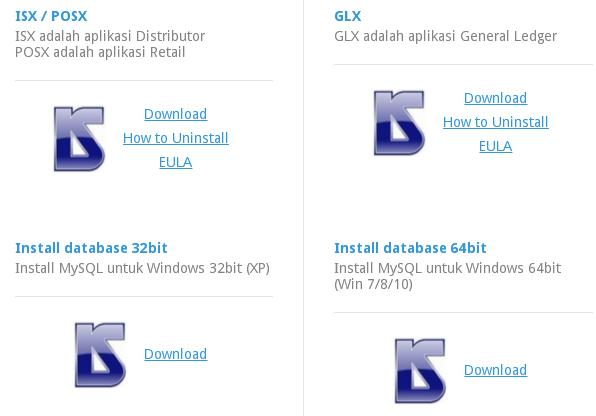 ISX / POSX
ISX adalah aplikasi Distributor
POSX adalah aplikasi Retail
Download
How to Uninstall
EULA
GLX
GLX adalah aplikasi General Ledger
Download
How to Uninstall
EULA
Install database 32bit
Install MySQL untuk Windows 32bit (XP)
Download
Install database 64bit
Install MySQL untuk Windows 64bit
(Win 7/8/10)
Download